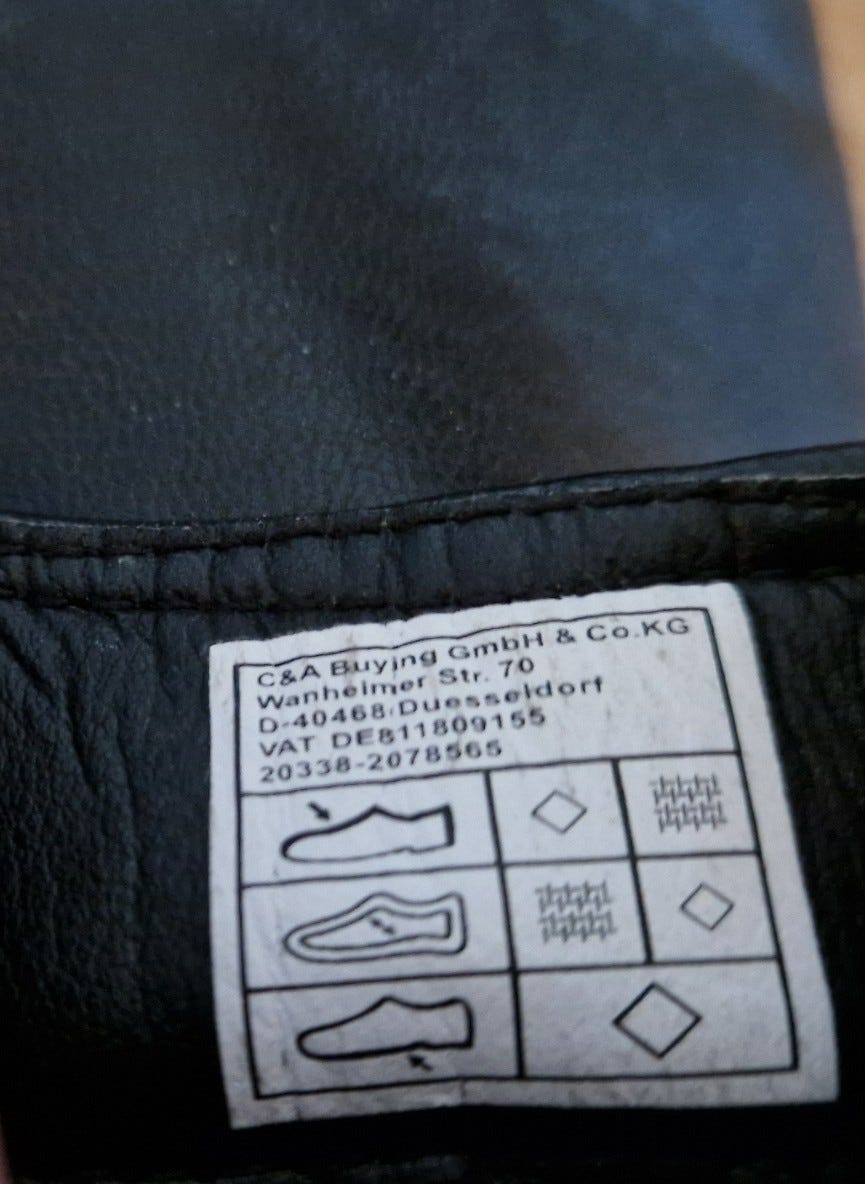 C&A Buying GmbH & Co.KG
Wanheimer Str. 70
D-40468 Duesseldorf
VAT DE811809155
20338-2078565